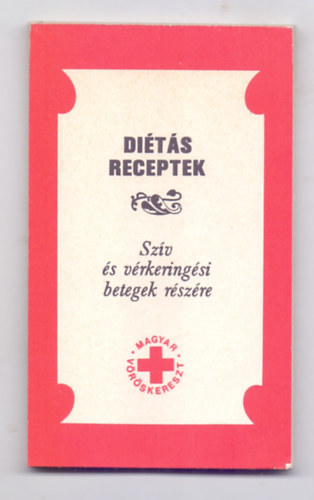 DIÉTÁS
RECEPTEK
Szív
és vérkeringési
betegek részére
• MAGYAR •
VÖRÖSKERESZT